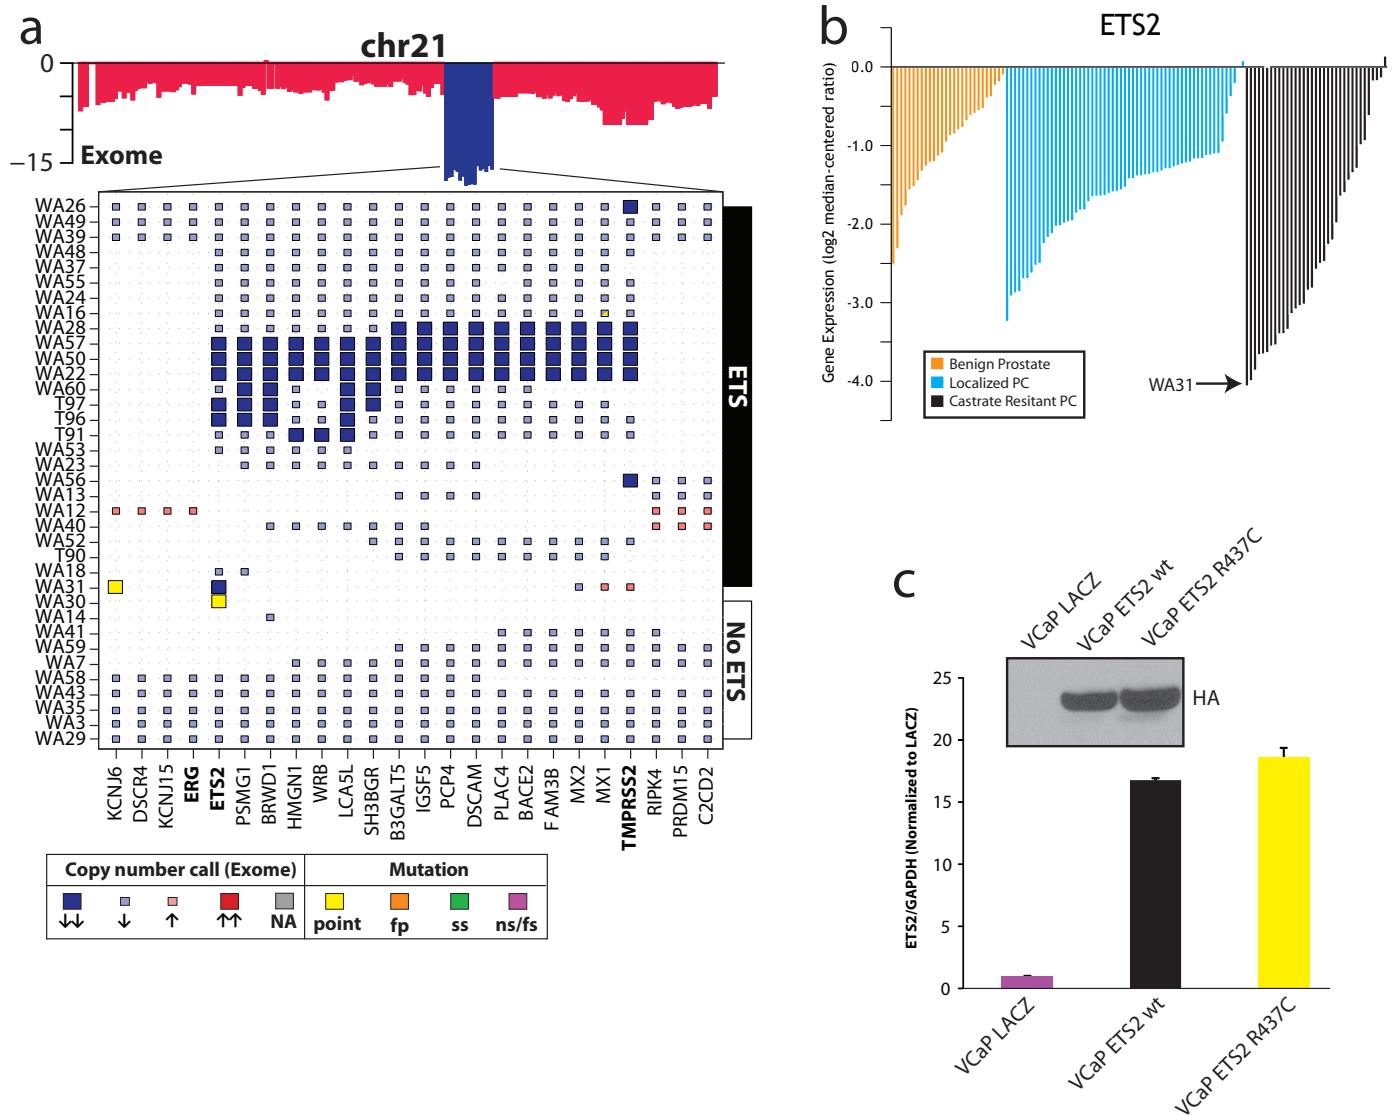 a
chr21
0
−15
Exome
WA26
WA49
WA39
WA48
WA37
WA55
WA24
WA16
WA28
WA57
WA50
WA22
WA60
T97
T96
T91
WA53
WA23
WA56
WA13
WA12
WA40
WA52
T90
WA18
WA31
WA30
WA14
WA41
WA59
WA7
WA58
WA43
WA35
WA3
WA29
ETS
No ETS
KCNJ6
DSCR4
KCNJ15
ERG
ETS2
PSMG1
BRWD1
HMGN1
WRB
LCA5L
SH3BGR
B3GALT5
IGSF5
PCP4
DSCAM
PLAC4
BACE2
F AM3B
MX2
MX1
TMPRSS2
RIPK4
PRDM15
C2CD2
Copy number call (Exome)
Mutation
↓↓ ↓ ↑ ↑↑ NA
point fp ss ns/fs
b
ETS2
Gene Expression (log2 median-centered ratio)
0.0
-1.0
-2.0
-3.0
-4.0
Benign Prostate
Localized PC
Castrate Resitant PC
WA31
c
VCaP LACZ
VCaP ETS2 wt
VCaP ETS2 R437C
HA
ETS2/GAPDH (Normalized to LACZ)
25
20
15
10
5
0
VCaP LACZ
VCaP ETS2 wt
VCaP ETS2 R437C